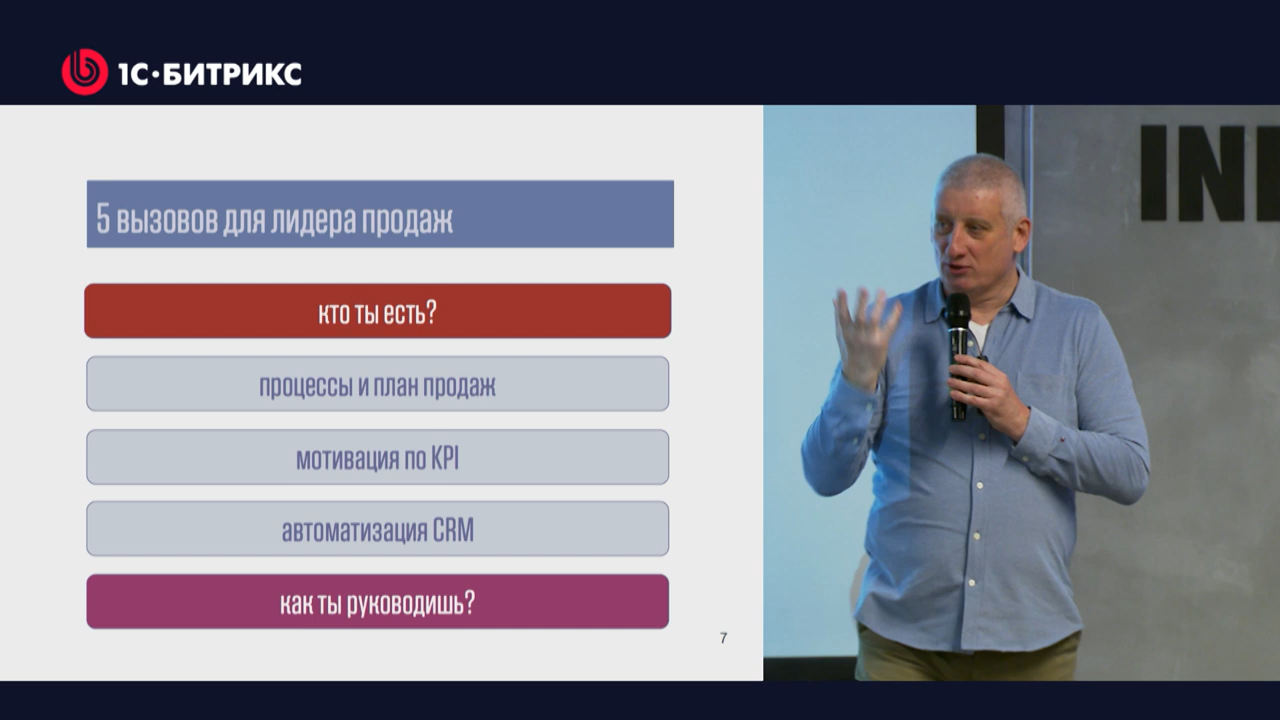 1С·БИТРИКС
5 вызовов для лидера продаж
кто ты есть?
процессы и план продаж
мотивация по KPI
автоматизация CRM
как ты руководишь?
7